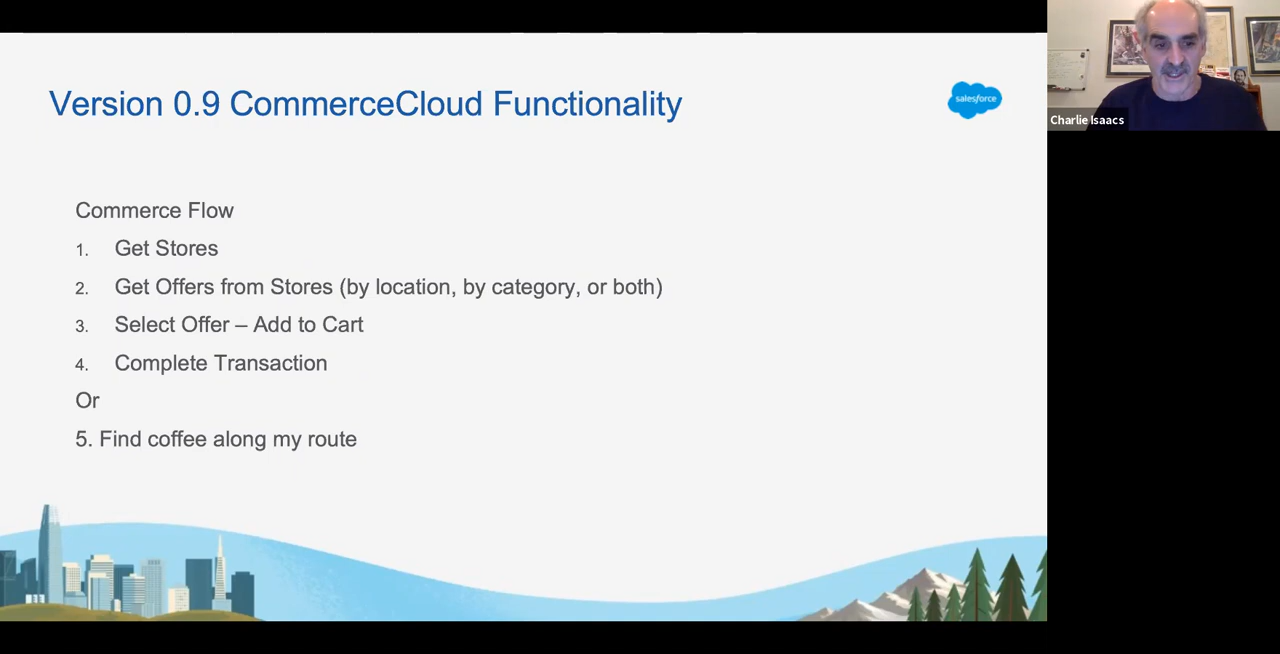 Version 0.9 CommerceCloud Functionality
salesforce
Charlie Isaacs
Commerce Flow
1. Get Stores
2. Get Offers from Stores (by location, by category, or both)
3. Select Offer – Add to Cart
4. Complete Transaction
Or
5. Find coffee along my route